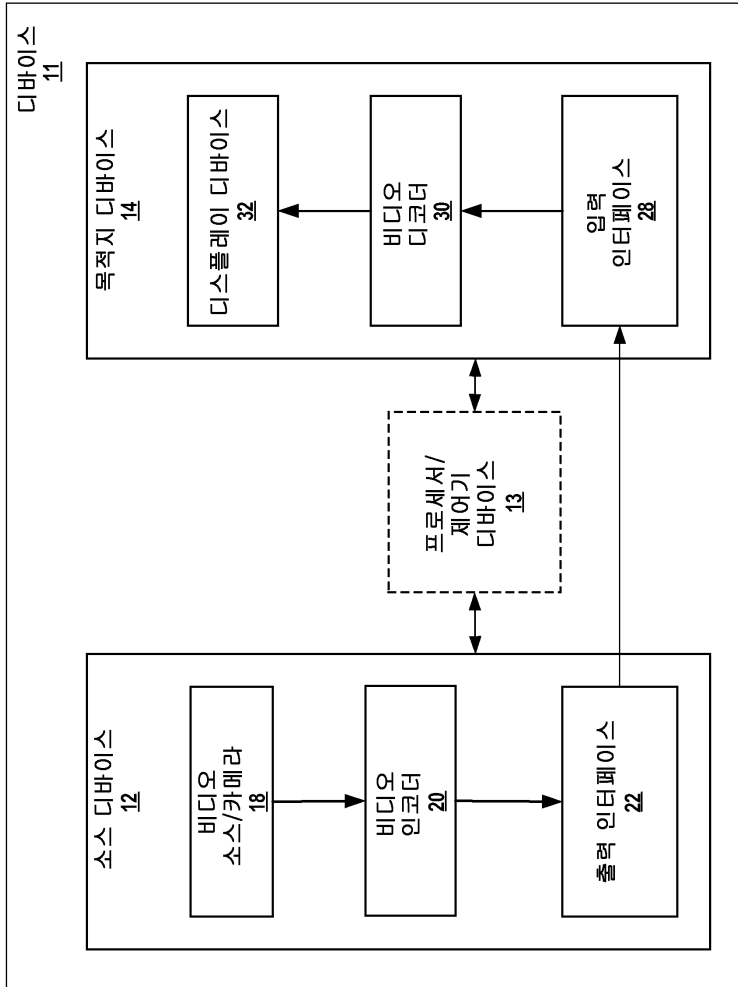 디바이스
11
소스 디바이스
12
비디오
소스/카메라
18
비디오
인코더
20
출력 인터페이스
22
프로세서/
제어기
디바이스
13
목적지 디바이스
14
디스플레이 디바이스
32
비디오
디코더
30
입력
인터페이스
28